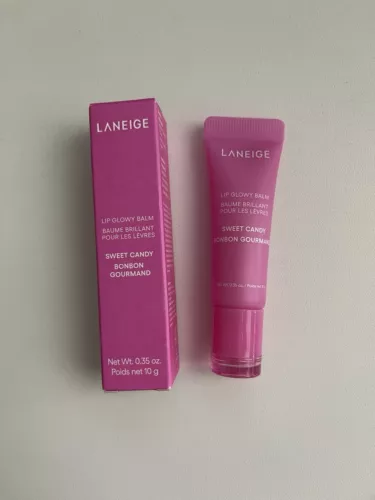 LANEIGE
LIP GLOWY BALM
BAUME BRILLANT
POUR LES LÈVRES
SWEET CANDY
BONBON
GOURMAND
Net Wt. 0.35 oz.
Poids net 10 g
LANEIGE
LIP GLOWY BALM
BAUME BRILLANT
POUR LES LÈVRES
SWEET CANDY
BONBON GOURMAND